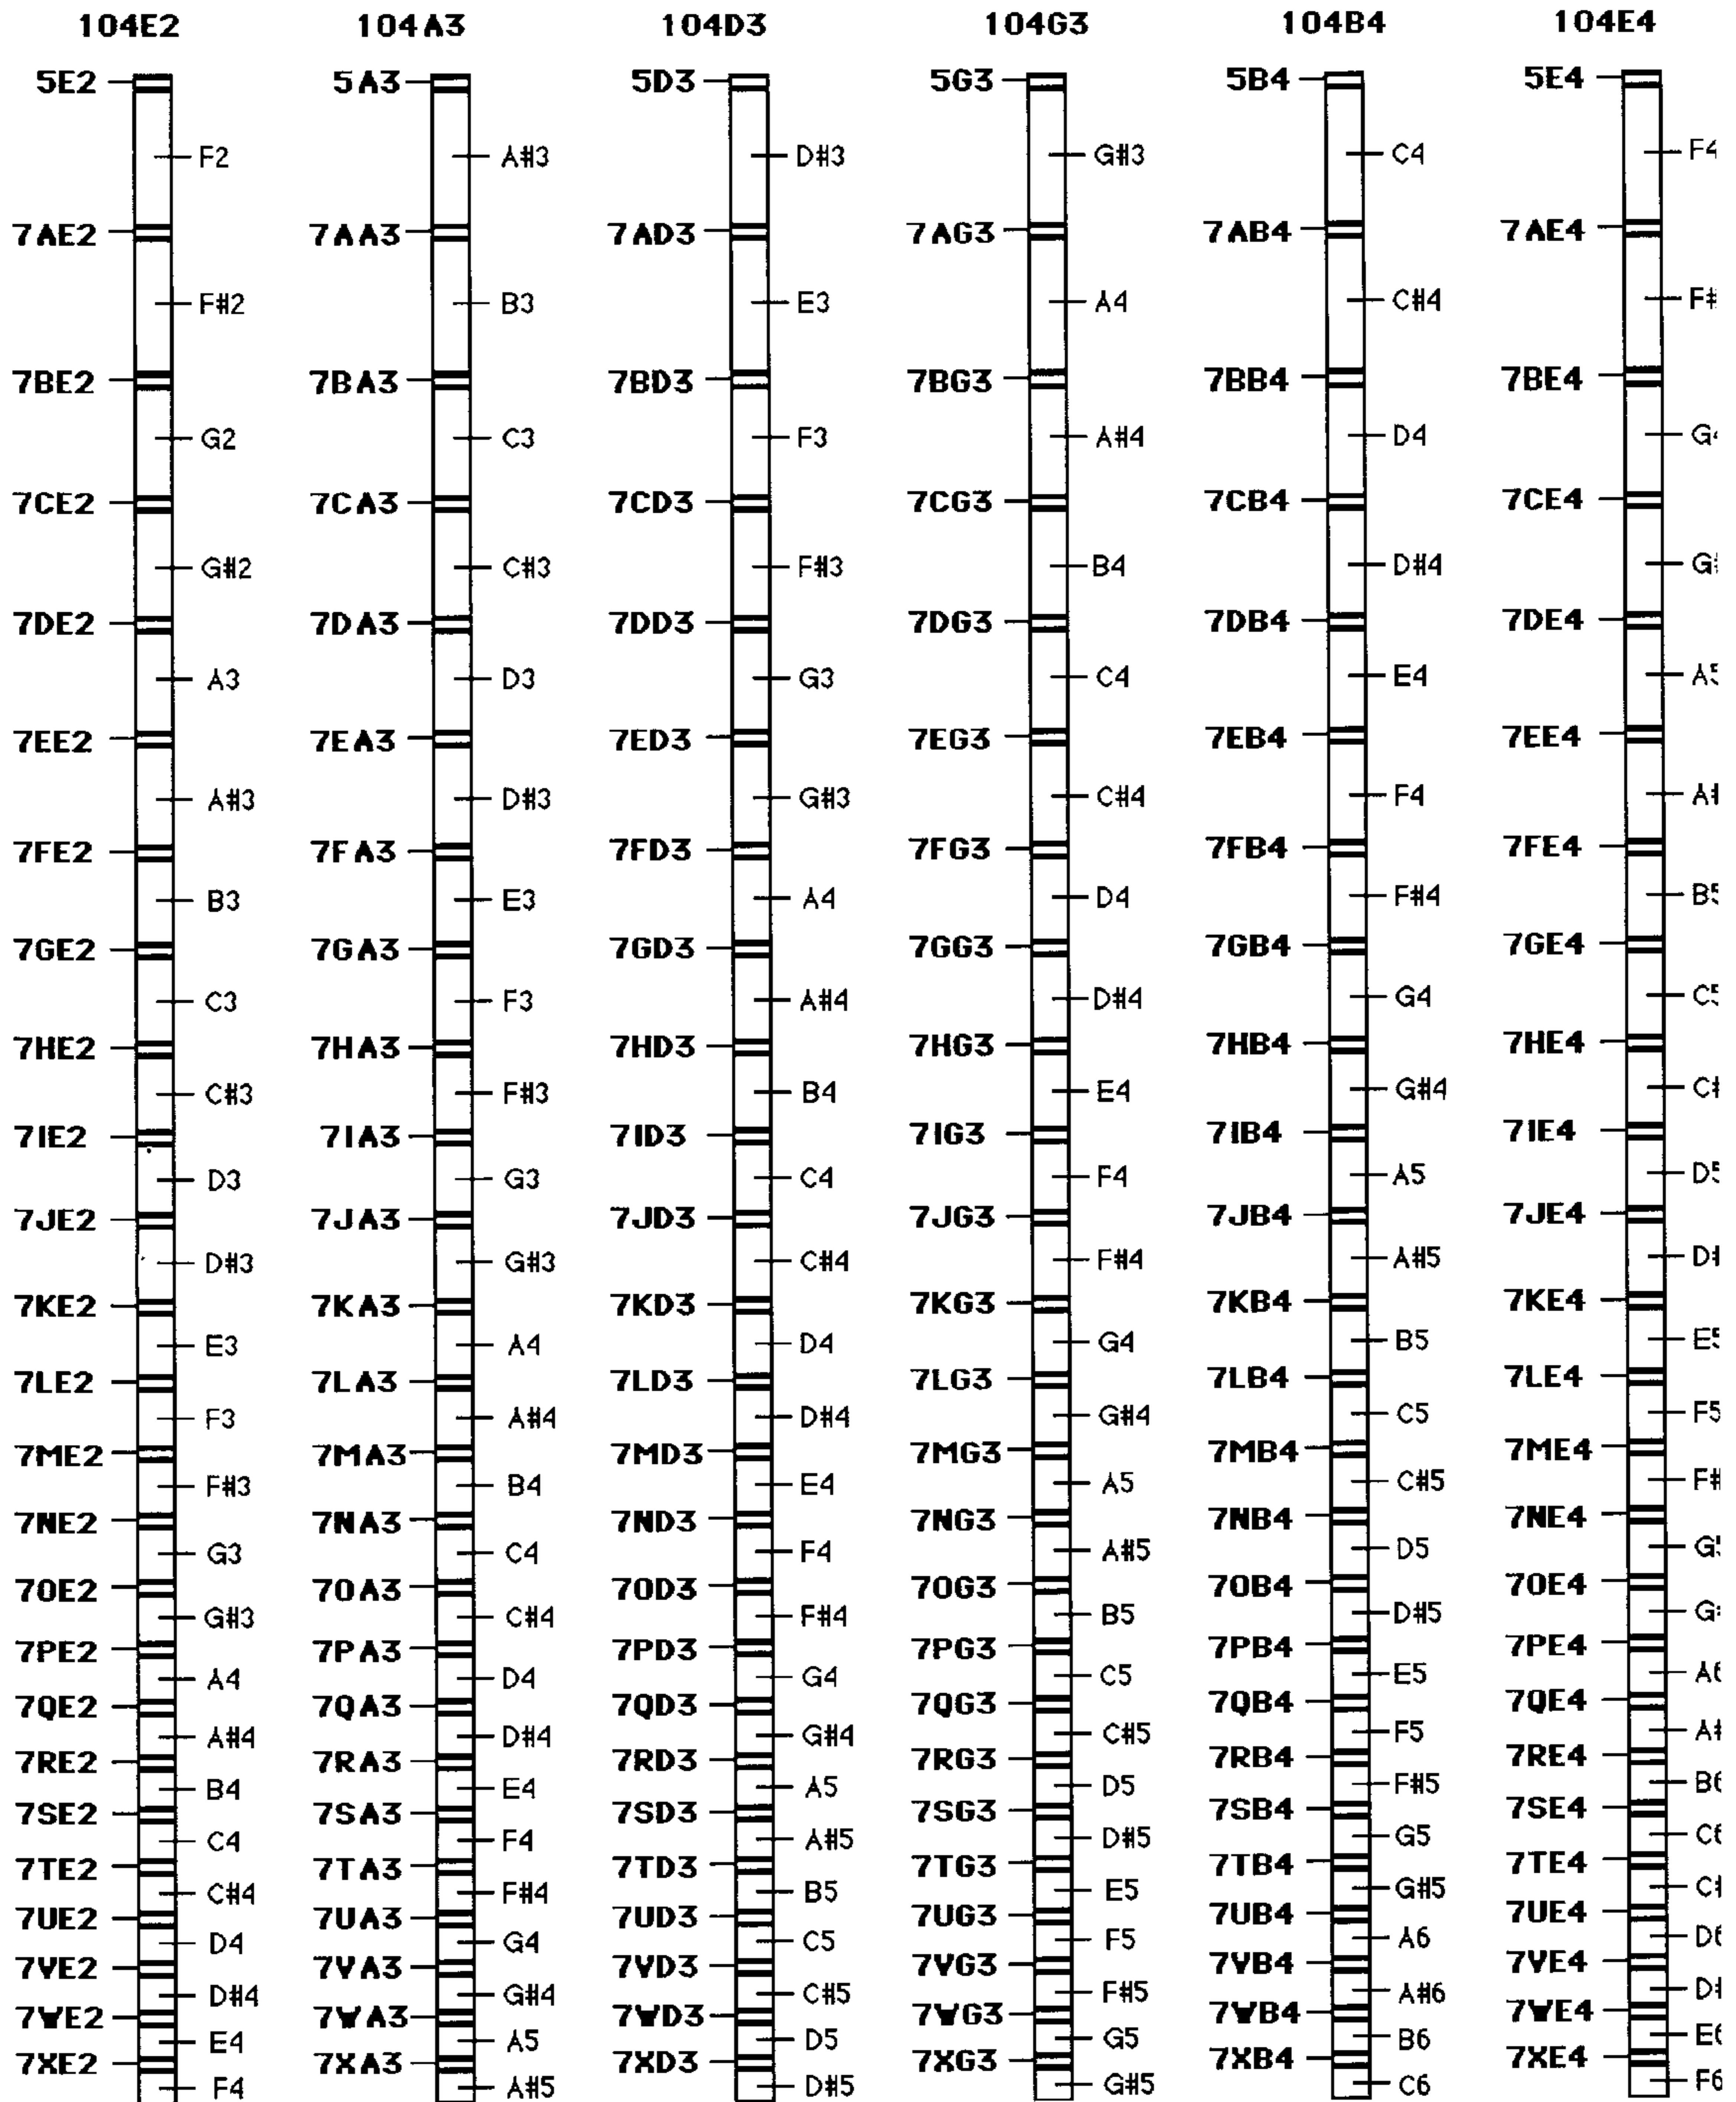 104E2 104A3 104D3 104G3 104B4 104E4
5E2 5A3 5D3 5G3 5B4 5E4
F2 A#3 D#3 G#3 C4 F4
7AE2 7AA3 7AD3 7AG3 7AB4 7AE4
F#2 B3 E3 A4 C#4 F#
7BE2 7BA3 7BD3 7BG3 7BB4 7BE4
G2 C3 F3 A#4 D4 G4
7CE2 7CA3 7CD3 7CG3 7CB4 7CE4
G#2 C#3 F#3 B4 D#4 G#
7DE2 7DA3 7DD3 7DG3 7DB4 7DE4
A3 D3 G3 C4 E4 A5
7EE2 7EA3 7ED3 7EG3 7EB4 7EE4
A#3 D#3 G#3 C#4 F4 A#
7FE2 7FA3 7FD3 7FG3 7FB4 7FE4
B3 E3 A4 D4 F#4 B5
7GE2 7GA3 7GD3 7GG3 7GB4 7GE4
C3 F3 A#4 D#4 G4 C5
7HE2 7HA3 7HD3 7HG3 7HB4 7HE4
C#3 F#3 B4 E4 G#4 C#
7IE2 7IA3 7ID3 7IG3 7IB4 7IE4
D3 G3 C4 F4 A5 D5
7JE2 7JA3 7JD3 7JG3 7JB4 7JE4
D#3 G#3 C#4 F#4 A#5 D#
7KE2 7KA3 7KD3 7KG3 7KB4 7KE4
E3 A4 D4 G4 B5 E5
7LE2 7LA3 7LD3 7LG3 7LB4 7LE4
F3 A#4 D#4 G#4 C5 F5
7ME2 7MA3 7MD3 7MG3 7MB4 7ME4
F#3 B4 E4 A5 C#5 F#
7NE2 7NA3 7ND3 7NG3 7NB4 7NE4
G3 C4 F4 A#5 D5 G5
7OE2 7OA3 7OD3 7OG3 7OB4 7OE4
G#3 C#4 F#4 B5 D#5 G#
7PE2 7PA3 7PD3 7PG3 7PB4 7PE4
A4 D4 G4 C5 E5 A6
7QE2 7QA3 7QD3 7QG3 7QB4 7QE4
A#4 D#4 G#4 C#5 F5 A#
7RE2 7RA3 7RD3 7RG3 7RB4 7RE4
B4 E4 A5 D5 F#5 B6
7SE2 7SA3 7SD3 7SG3 7SB4 7SE4
C4 F4 A#5 D#5 G5 C6
7TE2 7TA3 7TD3 7TG3 7TB4 7TE4
C#4 F#4 B5 E5 G#5 C#
7UE2 7UA3 7UD3 7UG3 7UB4 7UE4
D4 G4 C5 F5 A6 D6
7VE2 7VA3 7VD3 7VG3 7VB4 7VE4
D#4 G#4 C#5 F#5 A#6 D#
7WE2 7WA3 7WD3 7WG3 7WB4 7WE4
E4 A5 D5 G5 B6 E6
7XE2 7XA3 7XD3 7XG3 7XB4 7XE4
F4 A#5 D#5 G#5 C6 F6